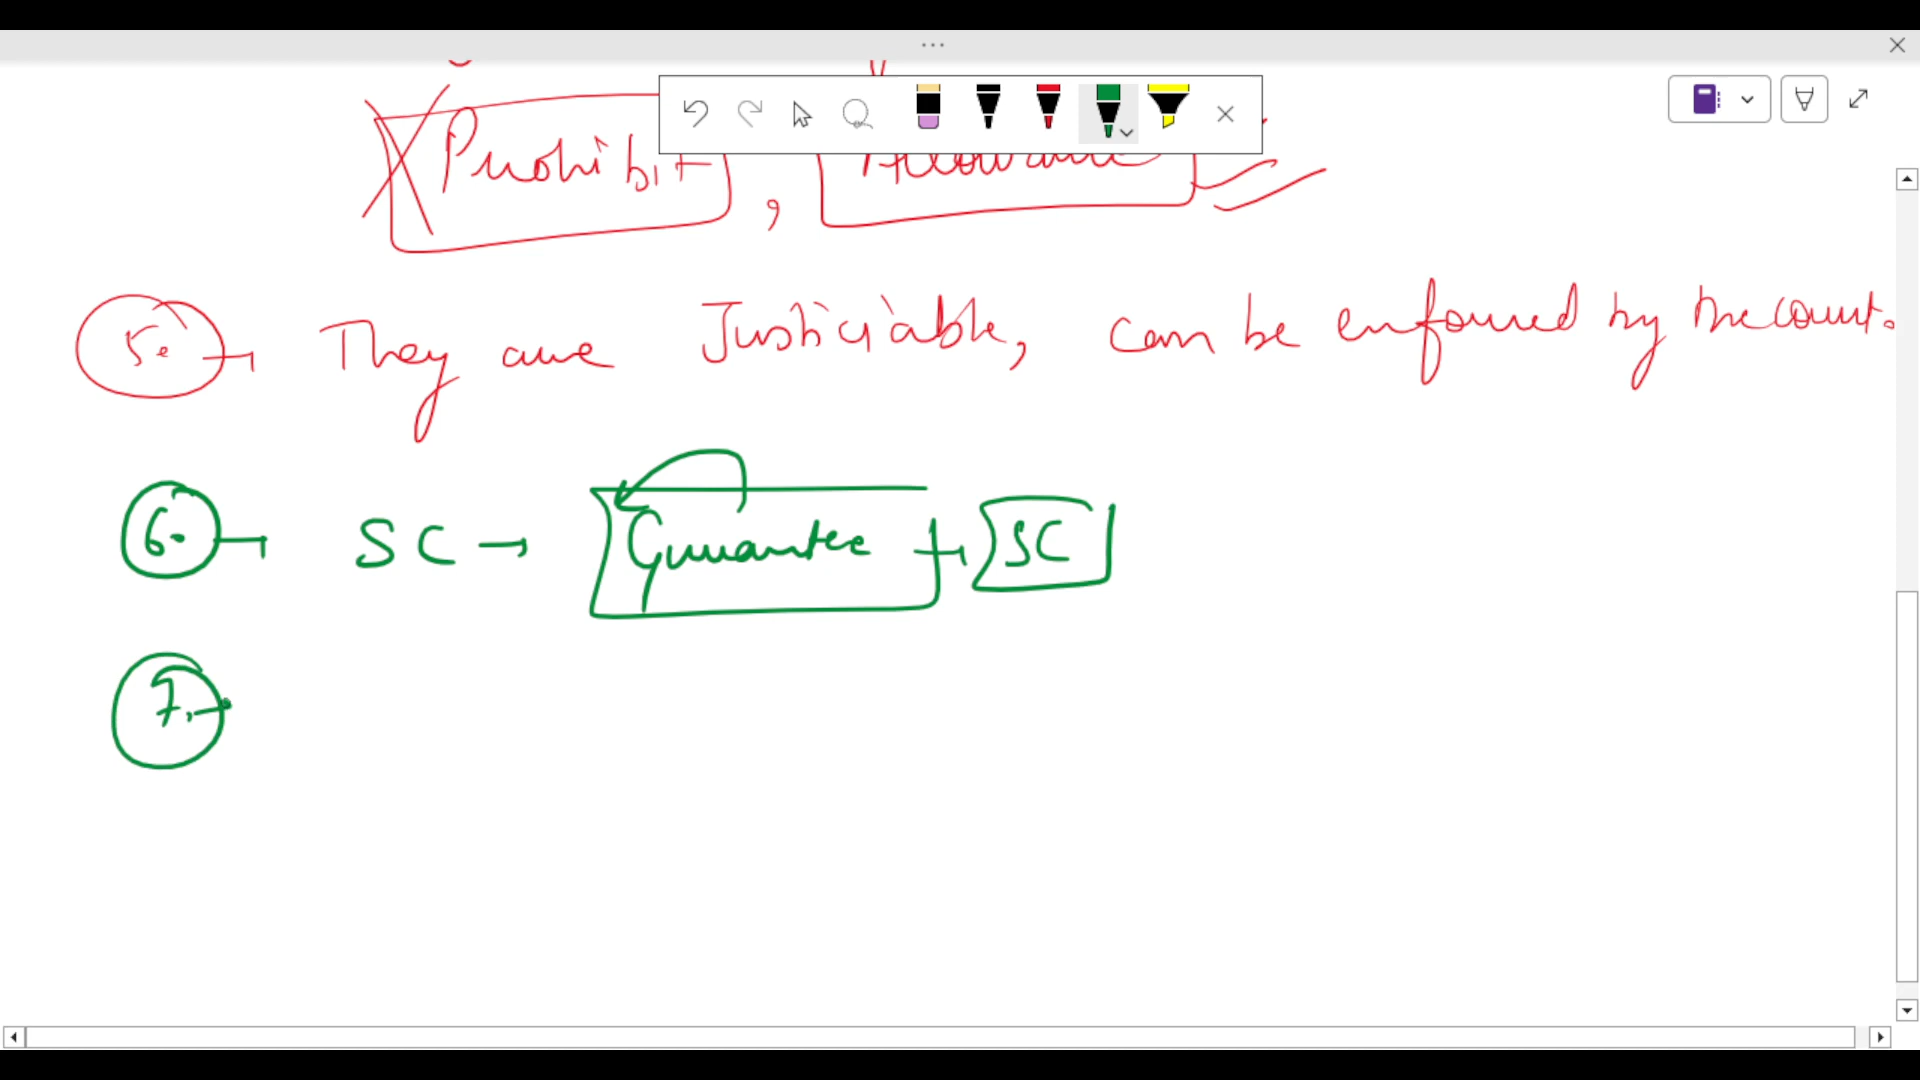 Prohibit ,
5. → They are Justiciable, can be enforced by the court.
6. → SC → Guarantee → SC
7. →